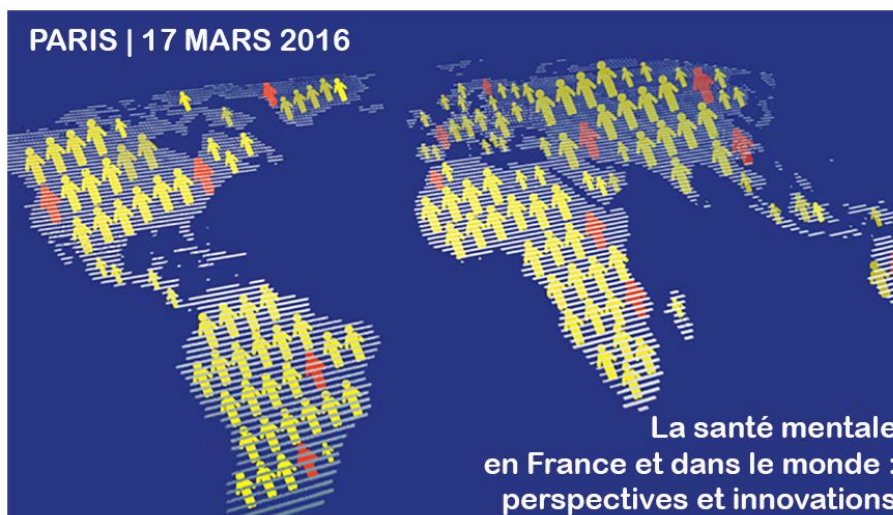 PARIS | 17 MARS 2016
La santé mentale
en France et dans le monde :
perspectives et innovations